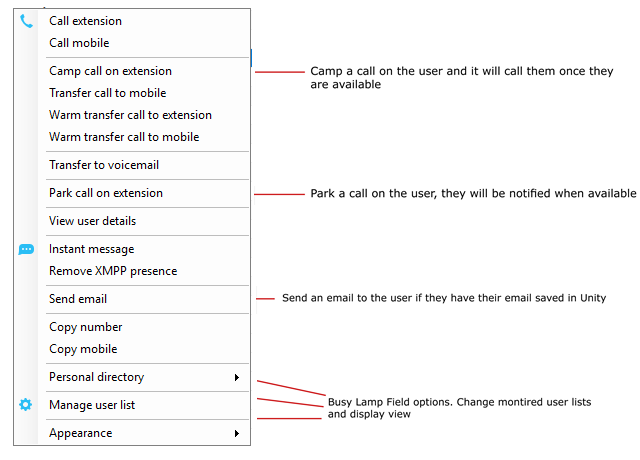 Call extension
Call mobile
Camp call on extension
Camp a call on the user and it will call them once they
are available
Transfer call to mobile
Warm transfer call to extension
Warm transfer call to mobile
Transfer to voicemail
Park call on extension
Park a call on the user, they will be notified when available
View user details
Instant message
Remove XMPP presence
Send email
Send an email to the user if they have their email saved in Unity
Copy number
Copy mobile
Personal directory
Manage user list
Busy Lamp Field options. Change montired user lists
and display view
Appearance